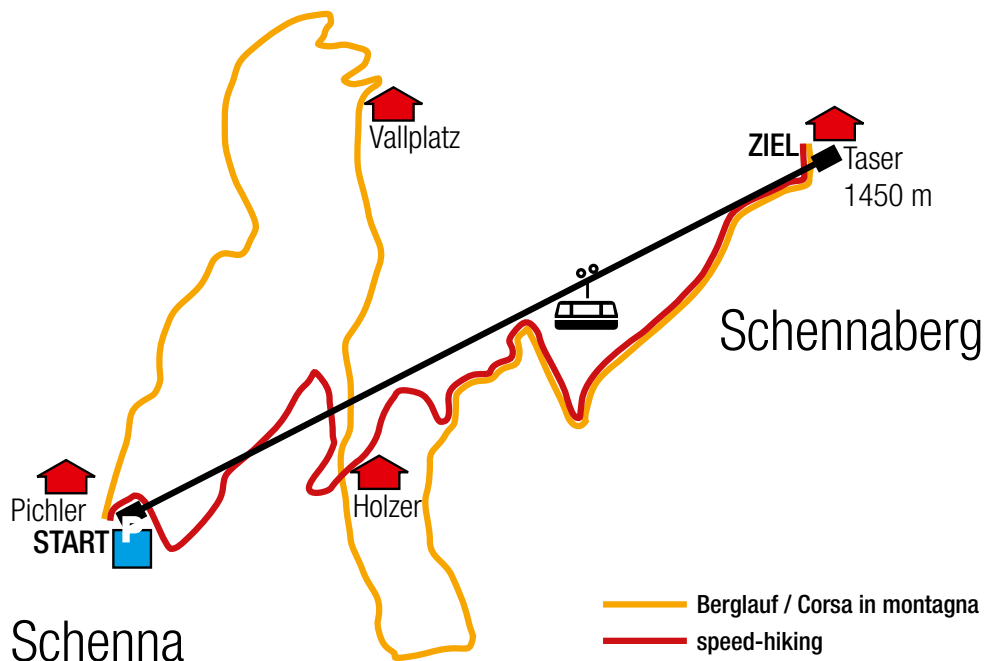 Vallplatz
ZIEL
Taser
1450 m
Schennaberg
Pichler
Holzer
START
P
Berglauf / Corsa in montagna
Schenna
speed-hiking